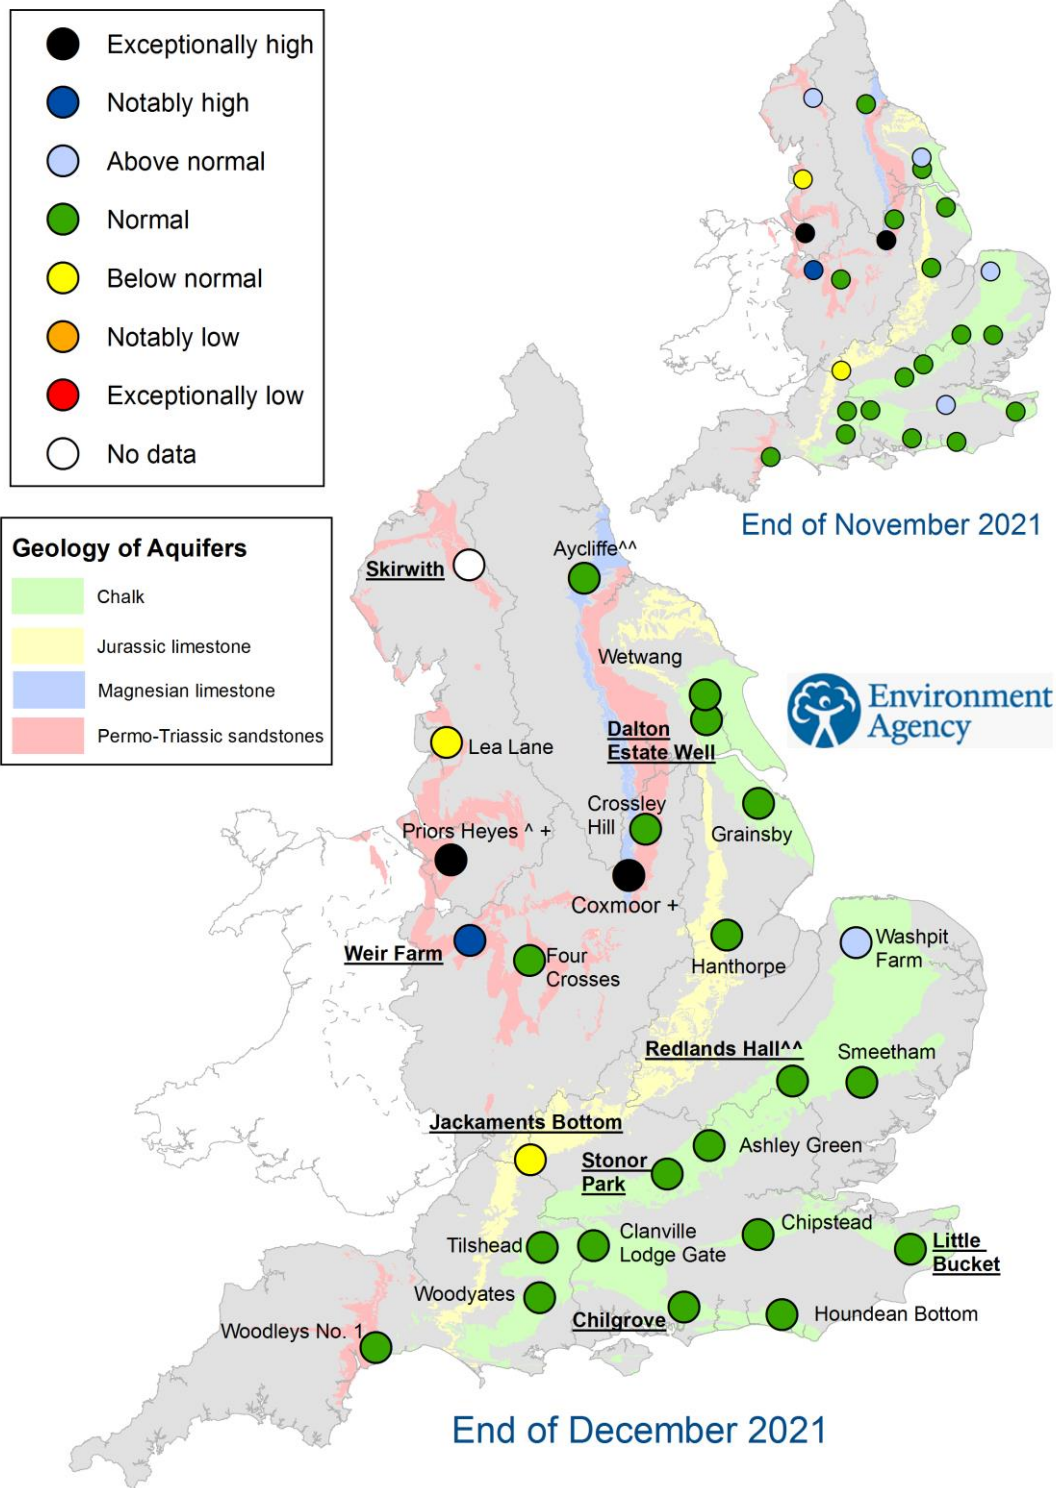 Exceptionally high
Notably high
Above normal
Normal
Below normal
Notably low
Exceptionally low
No data
End of November 2021
Geology of Aquifers
Chalk
Jurassic limestone
Magnesian limestone
Permo-Triassic sandstones
Aycliffe^^
Skirwith
Wetwang
Environment
Agency
Dalton
Estate Well
Lea Lane
Crossley
Hill
Grainsby
Priors Heyes ^ +
Coxmoor +
Weir Farm
Four
Crosses
Hanthorpe
Washpit
Farm
Redlands Hall^^
Smeetham
Jackaments Bottom
Ashley Green
Stonor
Park
Tilshead
Clanville
Lodge Gate
Chipstead
Little
Bucket
Woodyates
Chilgrove
Houndean Bottom
Woodleys No. 1
End of December 2021